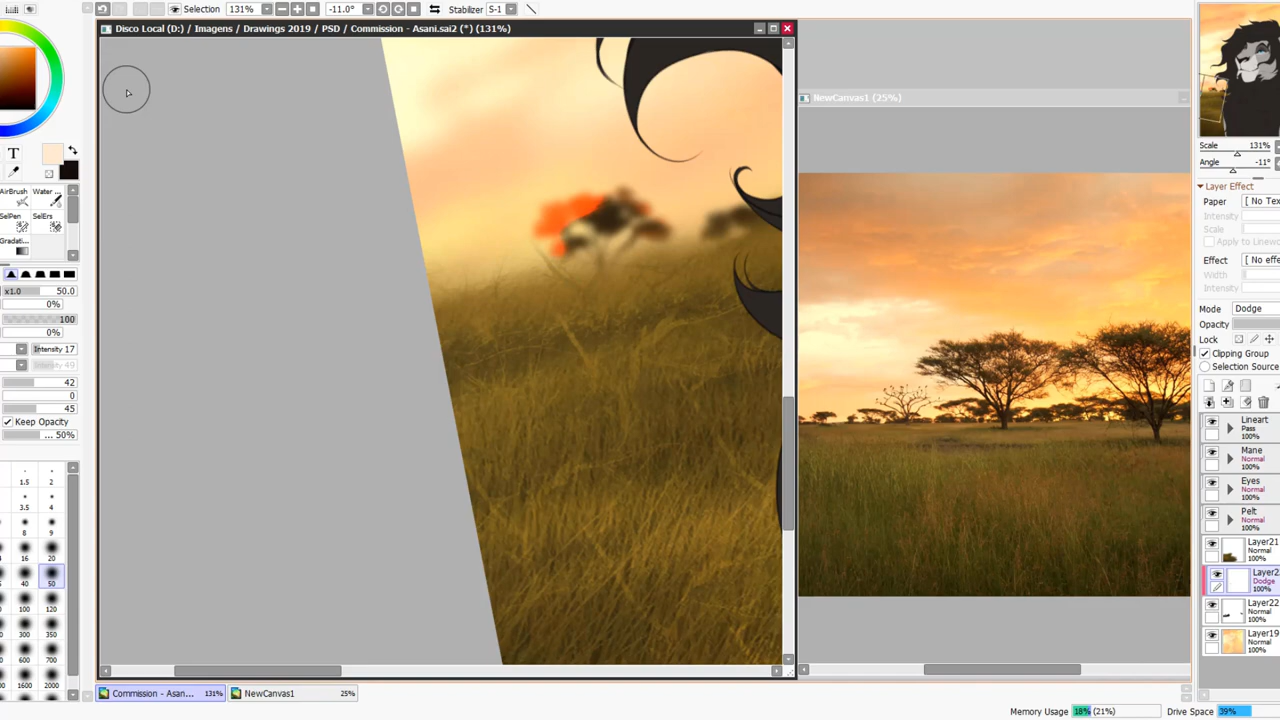 Selection 131% -11.0° Stabilizer S-1
Disco Local (D:) / Imagens / Drawings 2019 / PSD / Commission - Asani.sai2 (*) (131%)
NewCanvas1 (25%)
T
AirBrush Water ...
SelPen SelErs
Gradati...
x1.0 50.0
0%
100
0%
Intensity 17
Intensity 49
42
0
45
Keep Opacity
... 50%
1.5 2
3.5 4
8 9
16 20
40 50
100 120
300 350
600 700
1600 2000
Scale 131%
Angle -11°
Layer Effect
Paper [ No Tex
Intensity
Scale
Apply to Linewo
Effect [ No effe
Width
Intensity
Mode Dodge
Opacity
Lock
Clipping Group
Selection Source
Lineart
Pass
100%
Mane
Normal
100%
Eyes
Normal
100%
Pelt
Normal
100%
Layer21
Normal
100%
Layer2
Dodge
100%
Layer22
Normal
100%
Layer19
Normal
100%
Commission - Asan... 131%
NewCanvas1 25%
Memory Usage 18% (21%) Drive Space 39%